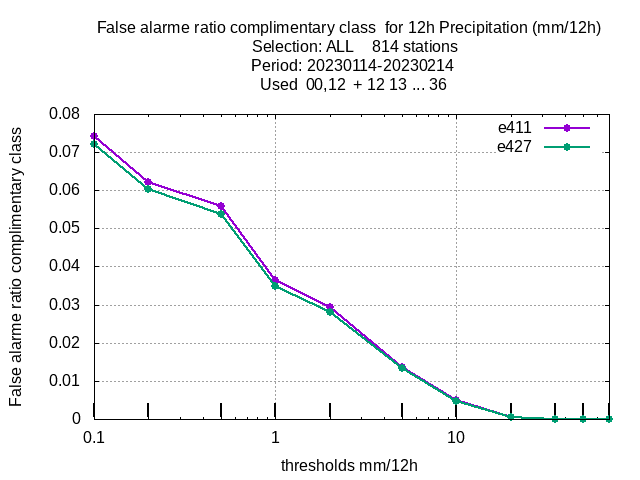 False alarme ratio complimentary class  for 12h Precipitation (mm/12h)
Selection: ALL    814 stations
Period: 20230114-20230214
Used  00,12  + 12 13 ... 36
False alarme ratio complimentary class
0.08
0.07
0.06
0.05
0.04
0.03
0.02
0.01
0
e411
e427
0.1
1
10
thresholds mm/12h